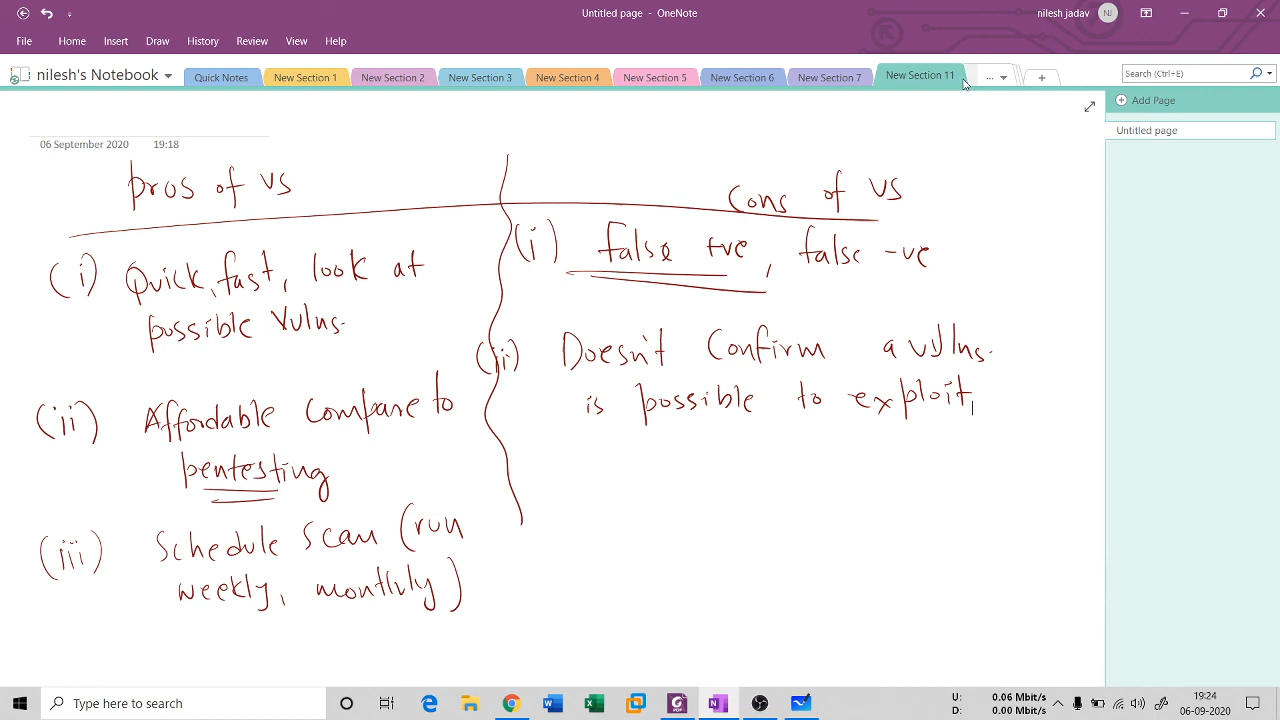 Untitled page - OneNote
nilesh jadav
NJ
File Home Insert Draw History Review View Help
nilesh's Notebook
Quick Notes
New Section 1
New Section 2
New Section 3
New Section 4
New Section 5
New Section 6
New Section 7
New Section 11
...
Search (Ctrl+E)
Add Page
Untitled page
06 September 2020 19:18
pros of vs
(i) Quick, fast, look at
possible Vulns.
(ii) Affordable compare to
pentesting
(iii) Schedule Scan (run
weekly, monthly)
Cons of vs
(i) false +ve, false -ve
(ii) Doesn't Confirm a vulns.
is possible to exploit
Type here to search
U: 0.06 Mbit/s
D: 0.00 Mbit/s
19:24
06-09-2020